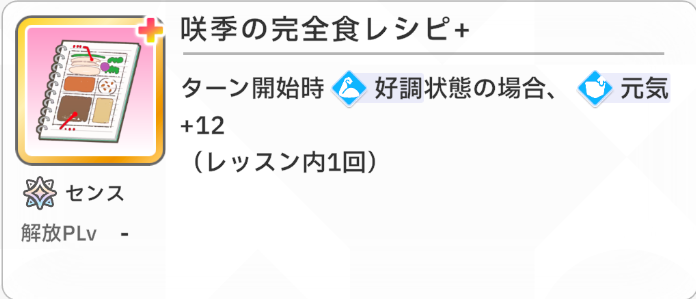 咲季の完全食レシピ+
ターン開始時 好調状態の場合、 元気
+12
（レッスン内1回）
センス
解放PLv -